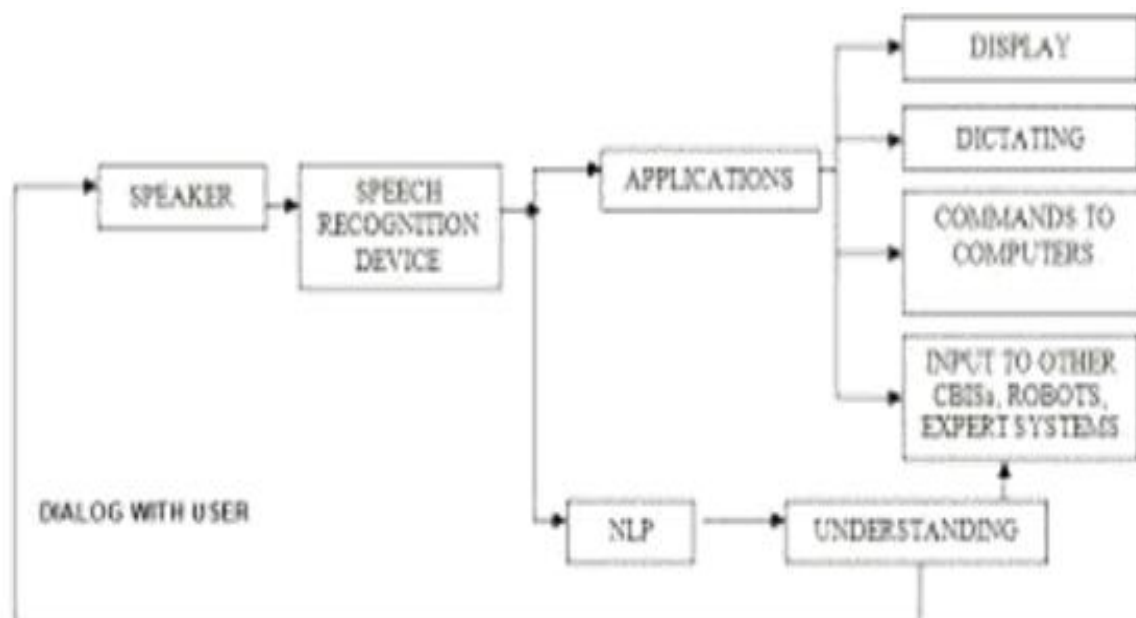 DISPLAY
DICTATING
SPEAKER
SPEECH
RECOGNITION
DEVICE
APPLICATIONS
COMMANDS TO
COMPUTERS
INPUT TO OTHER
CBISs, ROBOTS,
EXPERT SYSTEMS
DIALOG WITH USER
NLP
UNDERSTANDING